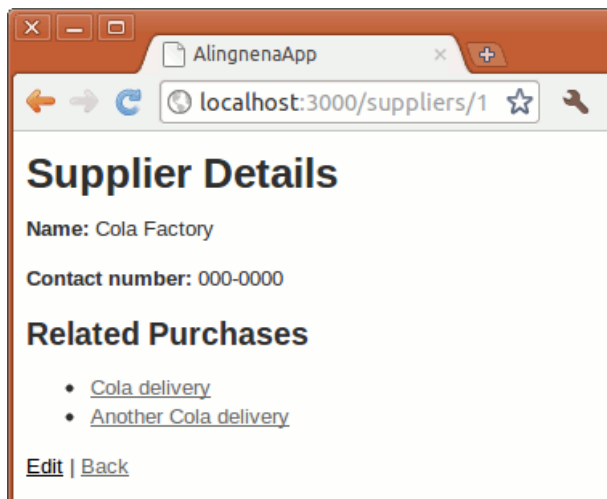 AlingnenaApp
localhost:3000/suppliers/1
Supplier Details
Name: Cola Factory
Contact number: 000-0000
Related Purchases
Cola delivery
Another Cola delivery
Edit | Back